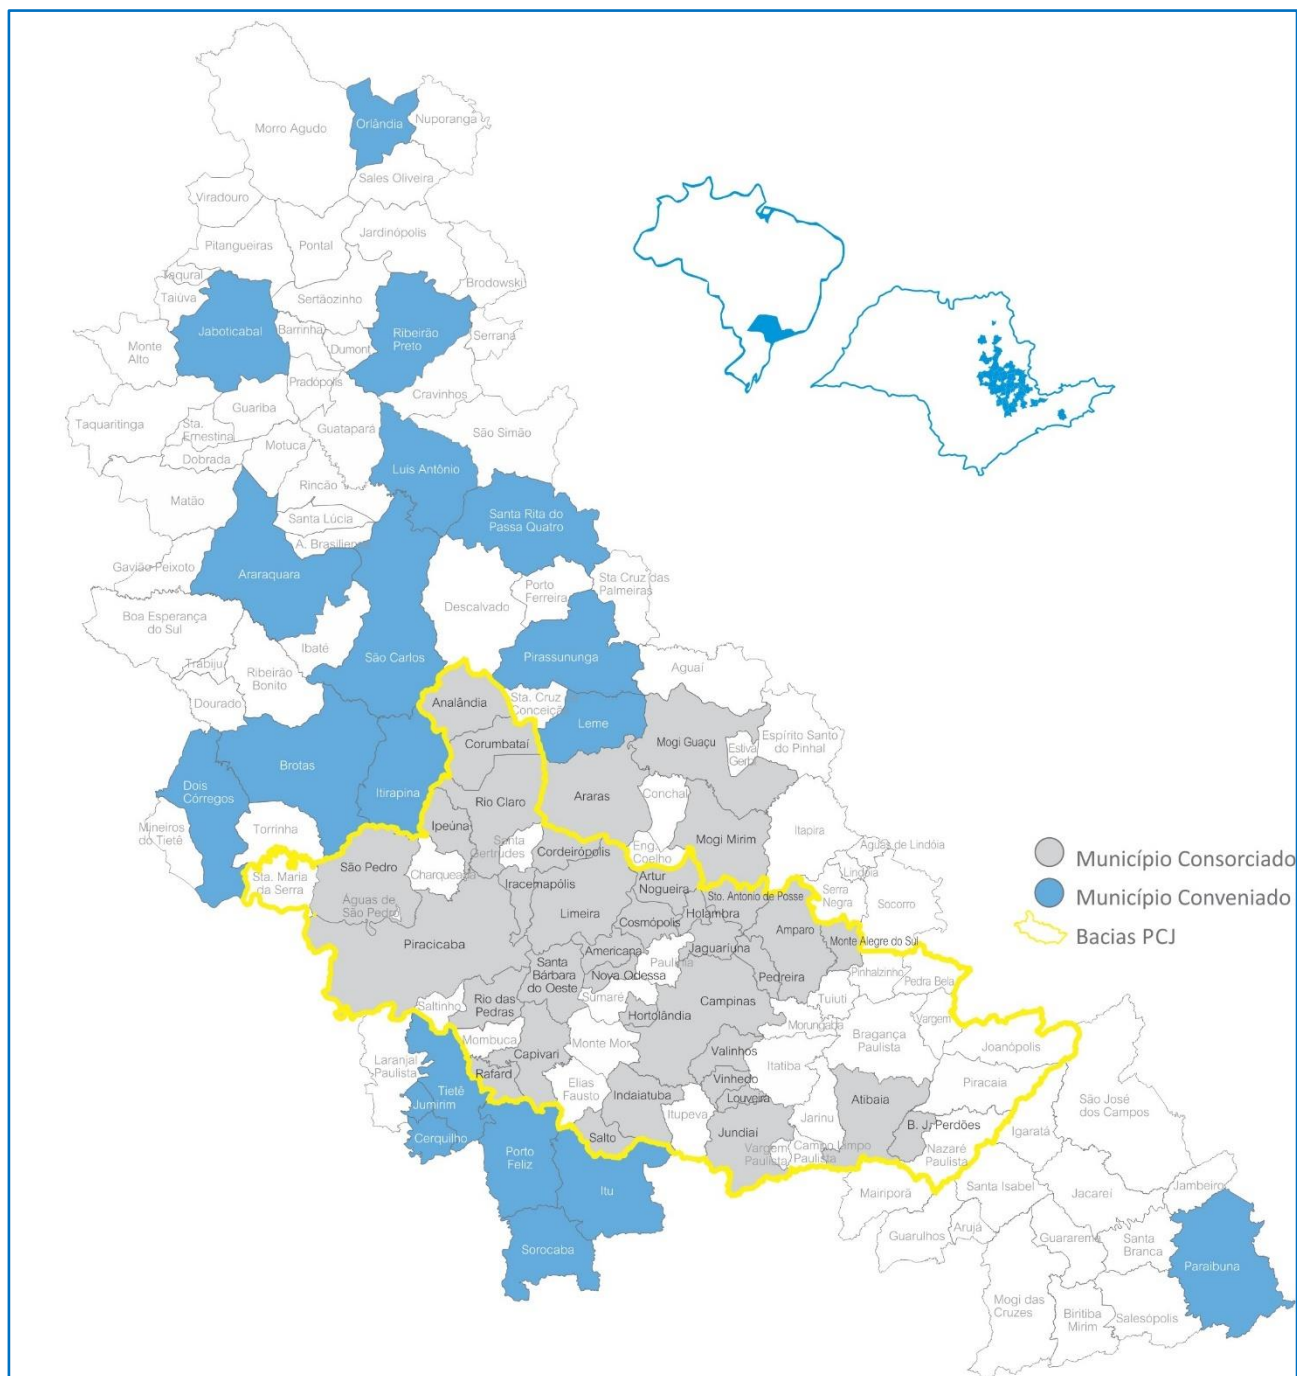 Morro Agudo
Orlândia
Nuporanga
Sales Oliveira
Viradouro
Pitangueiras
Pontal
Jardinópolis
Brodowski
Taqural
Taiúva
Sertãozinho
Jaboticabal
Barrinha
Ribeirão
Preto
Serrana
Monte
Alto
Dumont
Pradópolis
Cravinhos
Guariba
Taquaritinga
Sta.
Ernestina
Guatapará
São Simão
Motuca
Dobrada
Luis Antônio
Rincão
Matão
Santa Lúcia
Santa Rita do
Passa Quatro
A. Brasilien
Gavião Peixoto
Araraquara
Sta Cruz das
Palmeiras
Porto
Ferreira
Descalvado
Boa Esperança
do Sul
Ibaté
São Carlos
Pirassununga
Trabiju
Ribeirão
Bonito
Aguaí
Dourado
Analândia
Sta. Cruz
Conceição
Leme
Corumbataí
Mogi Guaçu
Estiva
Gerbi
Espírito Santo
do Pinhal
Brotas
Dois
Córregos
Itirapina
Rio Claro
Araras
Conchal
Mineiros
do Tietê
Torrinha
Ipeúna
Santa
Gertrudes
Cordeirópolis
Eng.
Coelho
Mogi Mirim
Itapira
Águas de Lindóia
Lindóia
Município Consorciado
Sta. Maria
da Serra
São Pedro
Charqueada
Iracemápolis
Artur
Nogueira
Sto. Antonio de Posse
Serra
Negra
Socorro
Município Conveniado
Águas de
São Pedro
Limeira
Cosmópolis
Holambra
Amparo
Monte Alegre do Sul
Bacias PCJ
Piracicaba
Americana
Jaguariuna
Santa
Bárbara
do Oeste
Nova Odessa
Paulínia
Pedreira
Pinhalzinho
Pedra Bela
Saltinho
Rio das
Pedras
Sumaré
Campinas
Tuiuti
Hortolândia
Morungaba
Vargem
Bragança
Paulista
Joanópolis
Mombuca
Capivari
Monte Mor
Valinhos
Itatiba
Laranjal
Paulista
Rafard
Elias
Fausto
Vinhedo
Louveira
Piracaia
Tietê
Jumirim
Indaiatuba
Itupeva
Jarinu
Atibaia
São José
dos Campos
Cerquilho
Salto
Jundiaí
B. J. Perdões
Igaratá
Vargem
Paulista
Campo Limpo
Paulista
Nazaré
Paulista
Porto
Feliz
Itu
Mairiporã
Santa Isabel
Jacareí
Jambeiro
Guarulhos
Arujá
Guararema
Santa
Branca
Sorocaba
Paraibuna
Mogi das
Cruzes
Biritiba
Mirim
Salesópolis